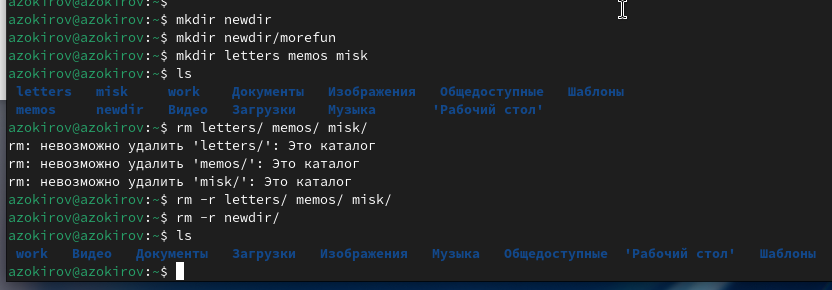 azokirov@azokirov:~$
azokirov@azokirov:~$ mkdir newdir
azokirov@azokirov:~$ mkdir newdir/morefun
azokirov@azokirov:~$ mkdir letters memos misk
azokirov@azokirov:~$ ls
letters misk work Документы Изображения Общедоступные Шаблоны
memos newdir Видео Загрузки Музыка 'Рабочий стол'
azokirov@azokirov:~$ rm letters/ memos/ misk/
rm: невозможно удалить 'letters/': Это каталог
rm: невозможно удалить 'memos/': Это каталог
rm: невозможно удалить 'misk/': Это каталог
azokirov@azokirov:~$ rm -r letters/ memos/ misk/
azokirov@azokirov:~$ rm -r newdir/
azokirov@azokirov:~$ ls
work Видео Документы Загрузки Изображения Музыка Общедоступные 'Рабочий стол' Шаблоны
azokirov@azokirov:~$